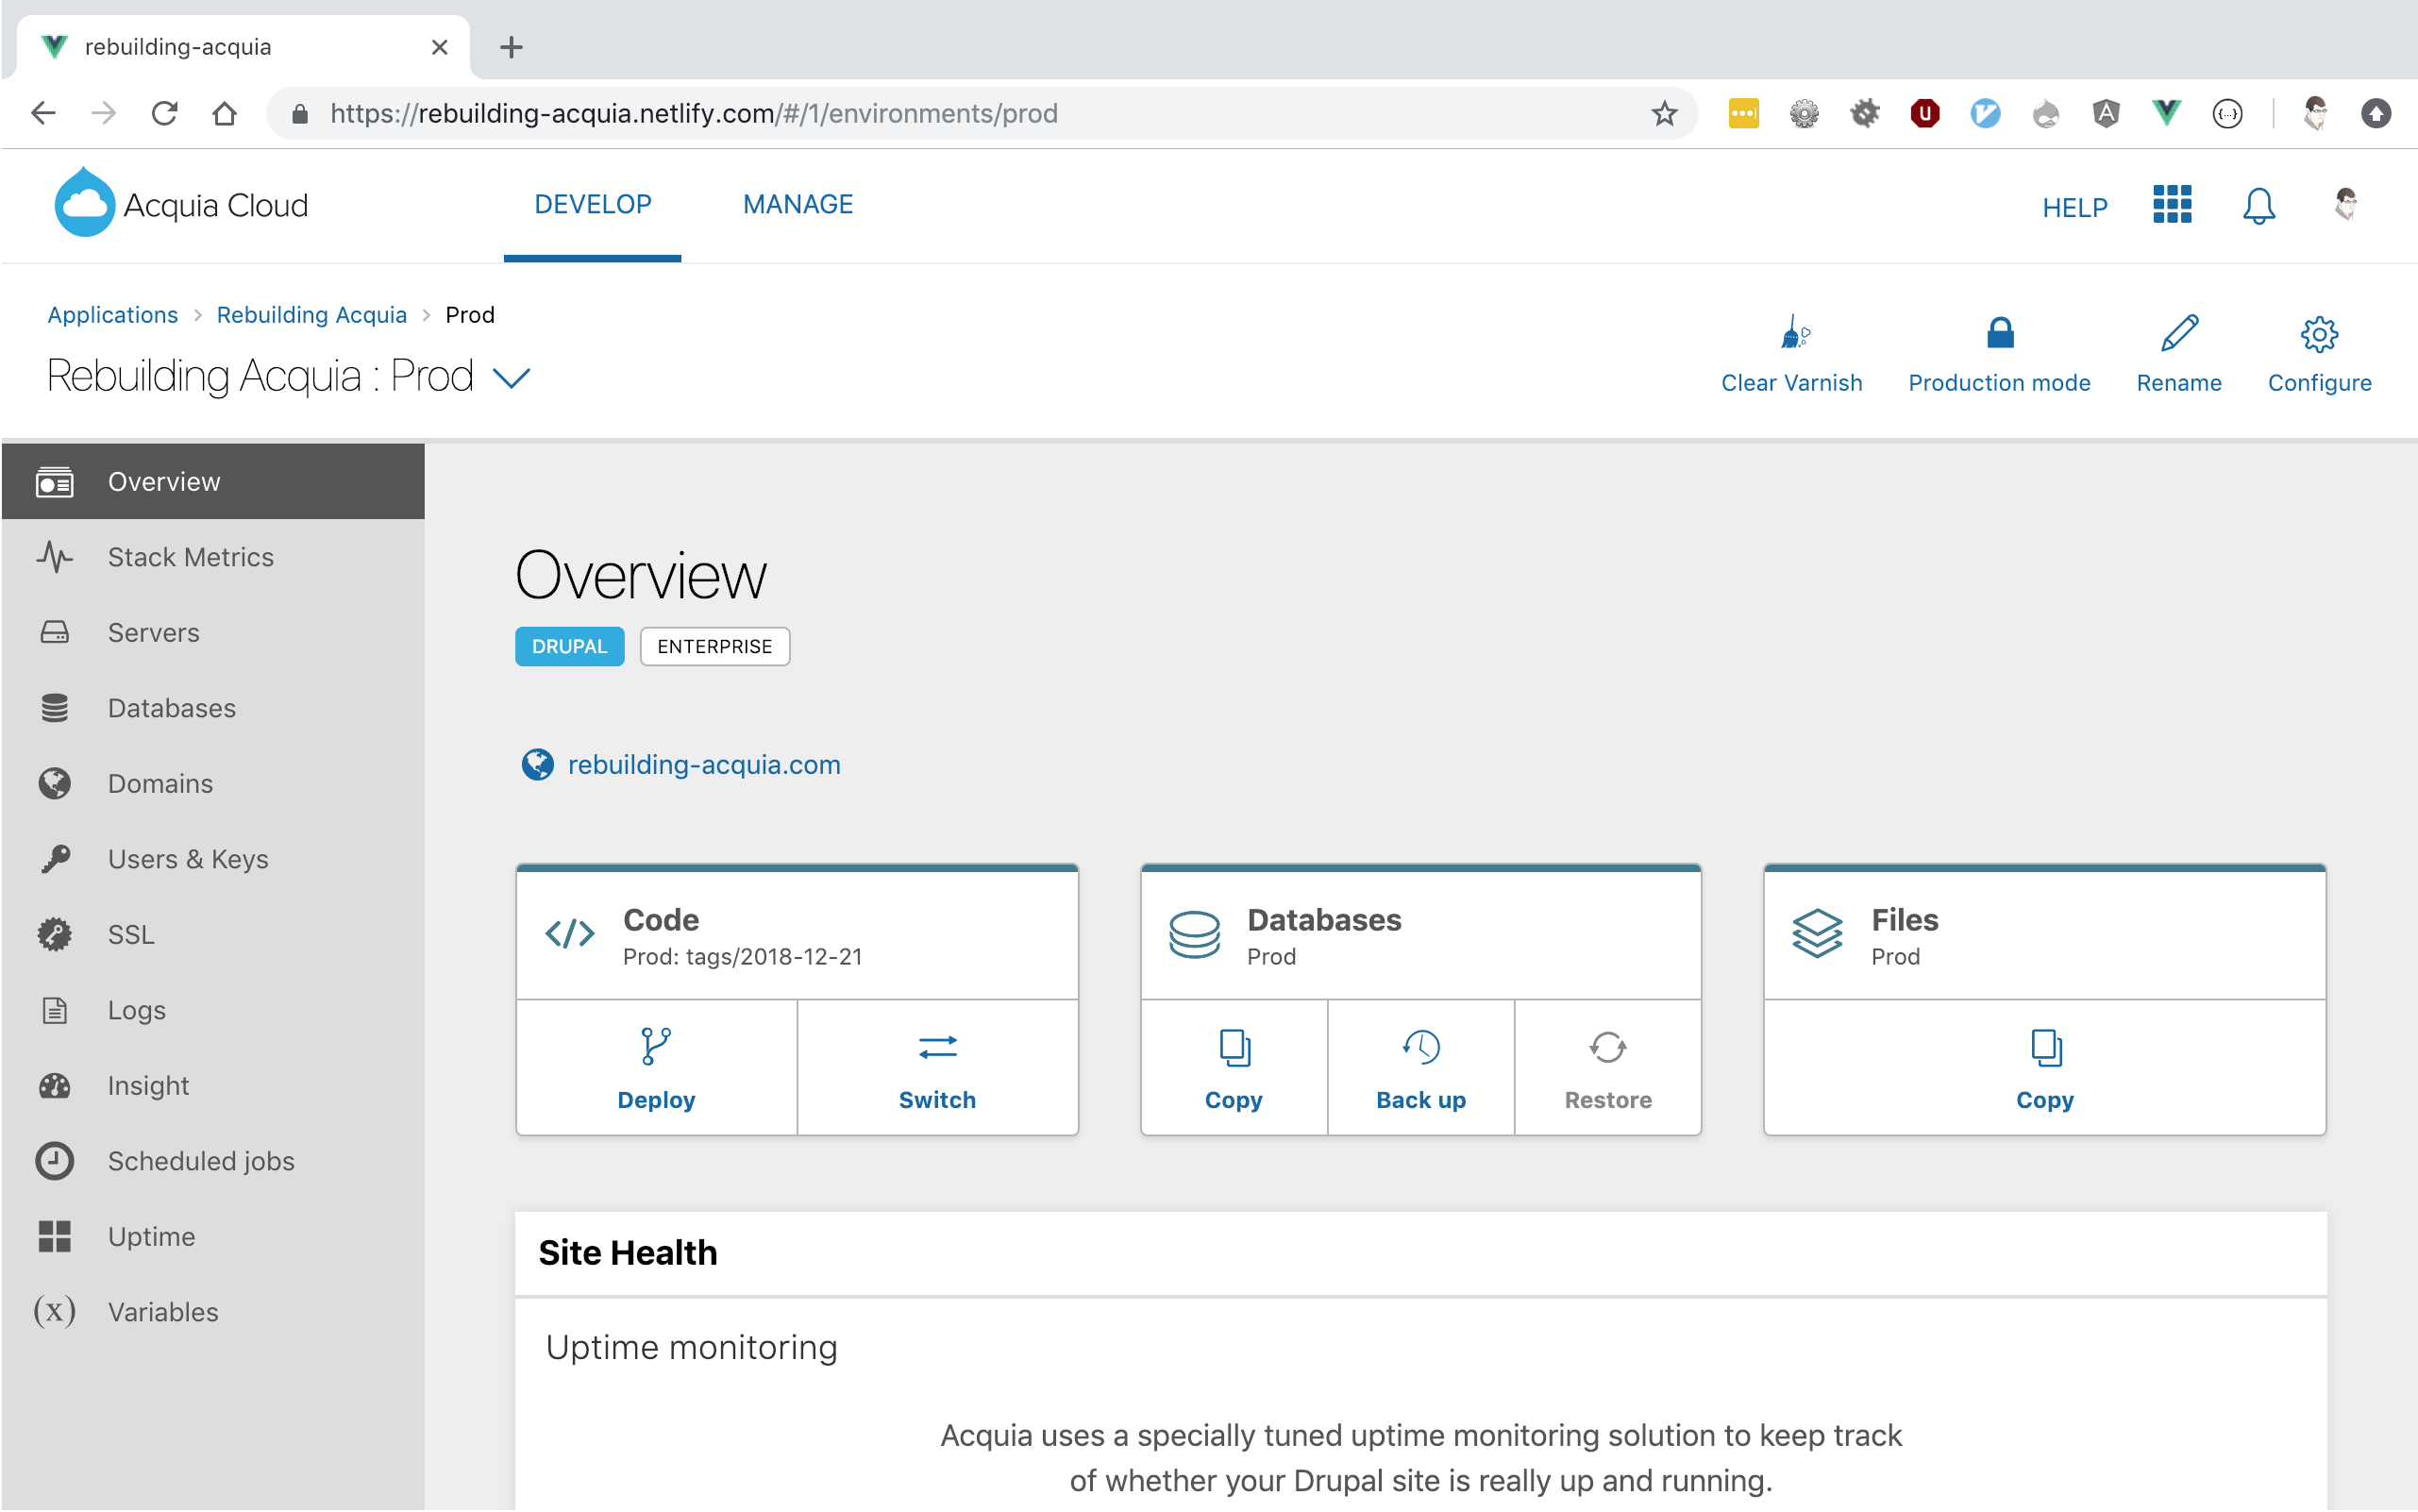 rebuilding-acquia
https://rebuilding-acquia.netlify.com/#/1/environments/prod
Acquia Cloud
DEVELOP
MANAGE
HELP
Applications > Rebuilding Acquia > Prod
Rebuilding Acquia : Prod
Clear Varnish
Production mode
Rename
Configure
Overview
Stack Metrics
Servers
Databases
Domains
Users & Keys
SSL
Logs
Insight
Scheduled jobs
Uptime
(x) Variables
Overview
DRUPAL
ENTERPRISE
rebuilding-acquia.com
Code
Prod: tags/2018-12-21
Deploy
Switch
Databases
Prod
Copy
Back up
Restore
Files
Prod
Copy
Site Health
Uptime monitoring
Acquia uses a specially tuned uptime monitoring solution to keep track
of whether your Drupal site is really up and running.